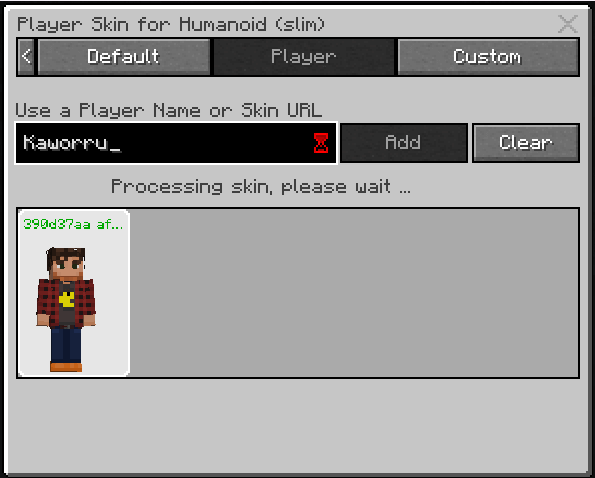 Player Skin for Humanoid (slim)
< Default Player Custom
Use a Player Name or Skin URL
Kaworru_ Add Clear
Processing skin, please wait ...
390d37aa af...